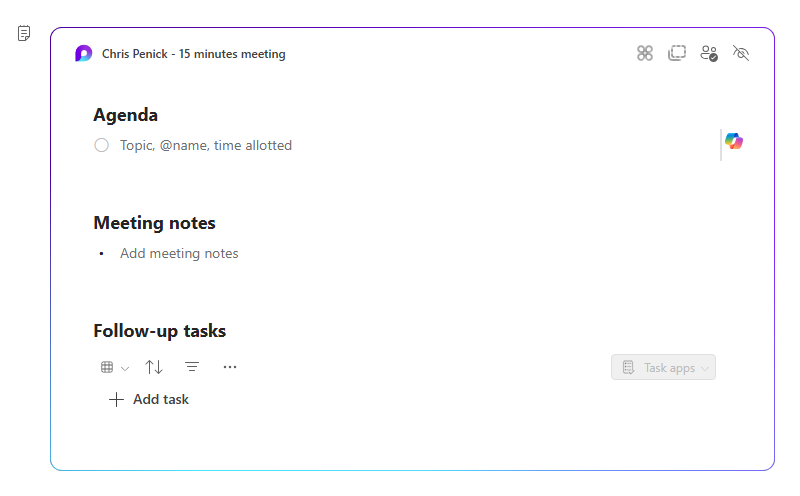 Chris Penick - 15 minutes meeting
Agenda
Topic, @name, time allotted
Meeting notes
Add meeting notes
Follow-up tasks
Task apps
Add task